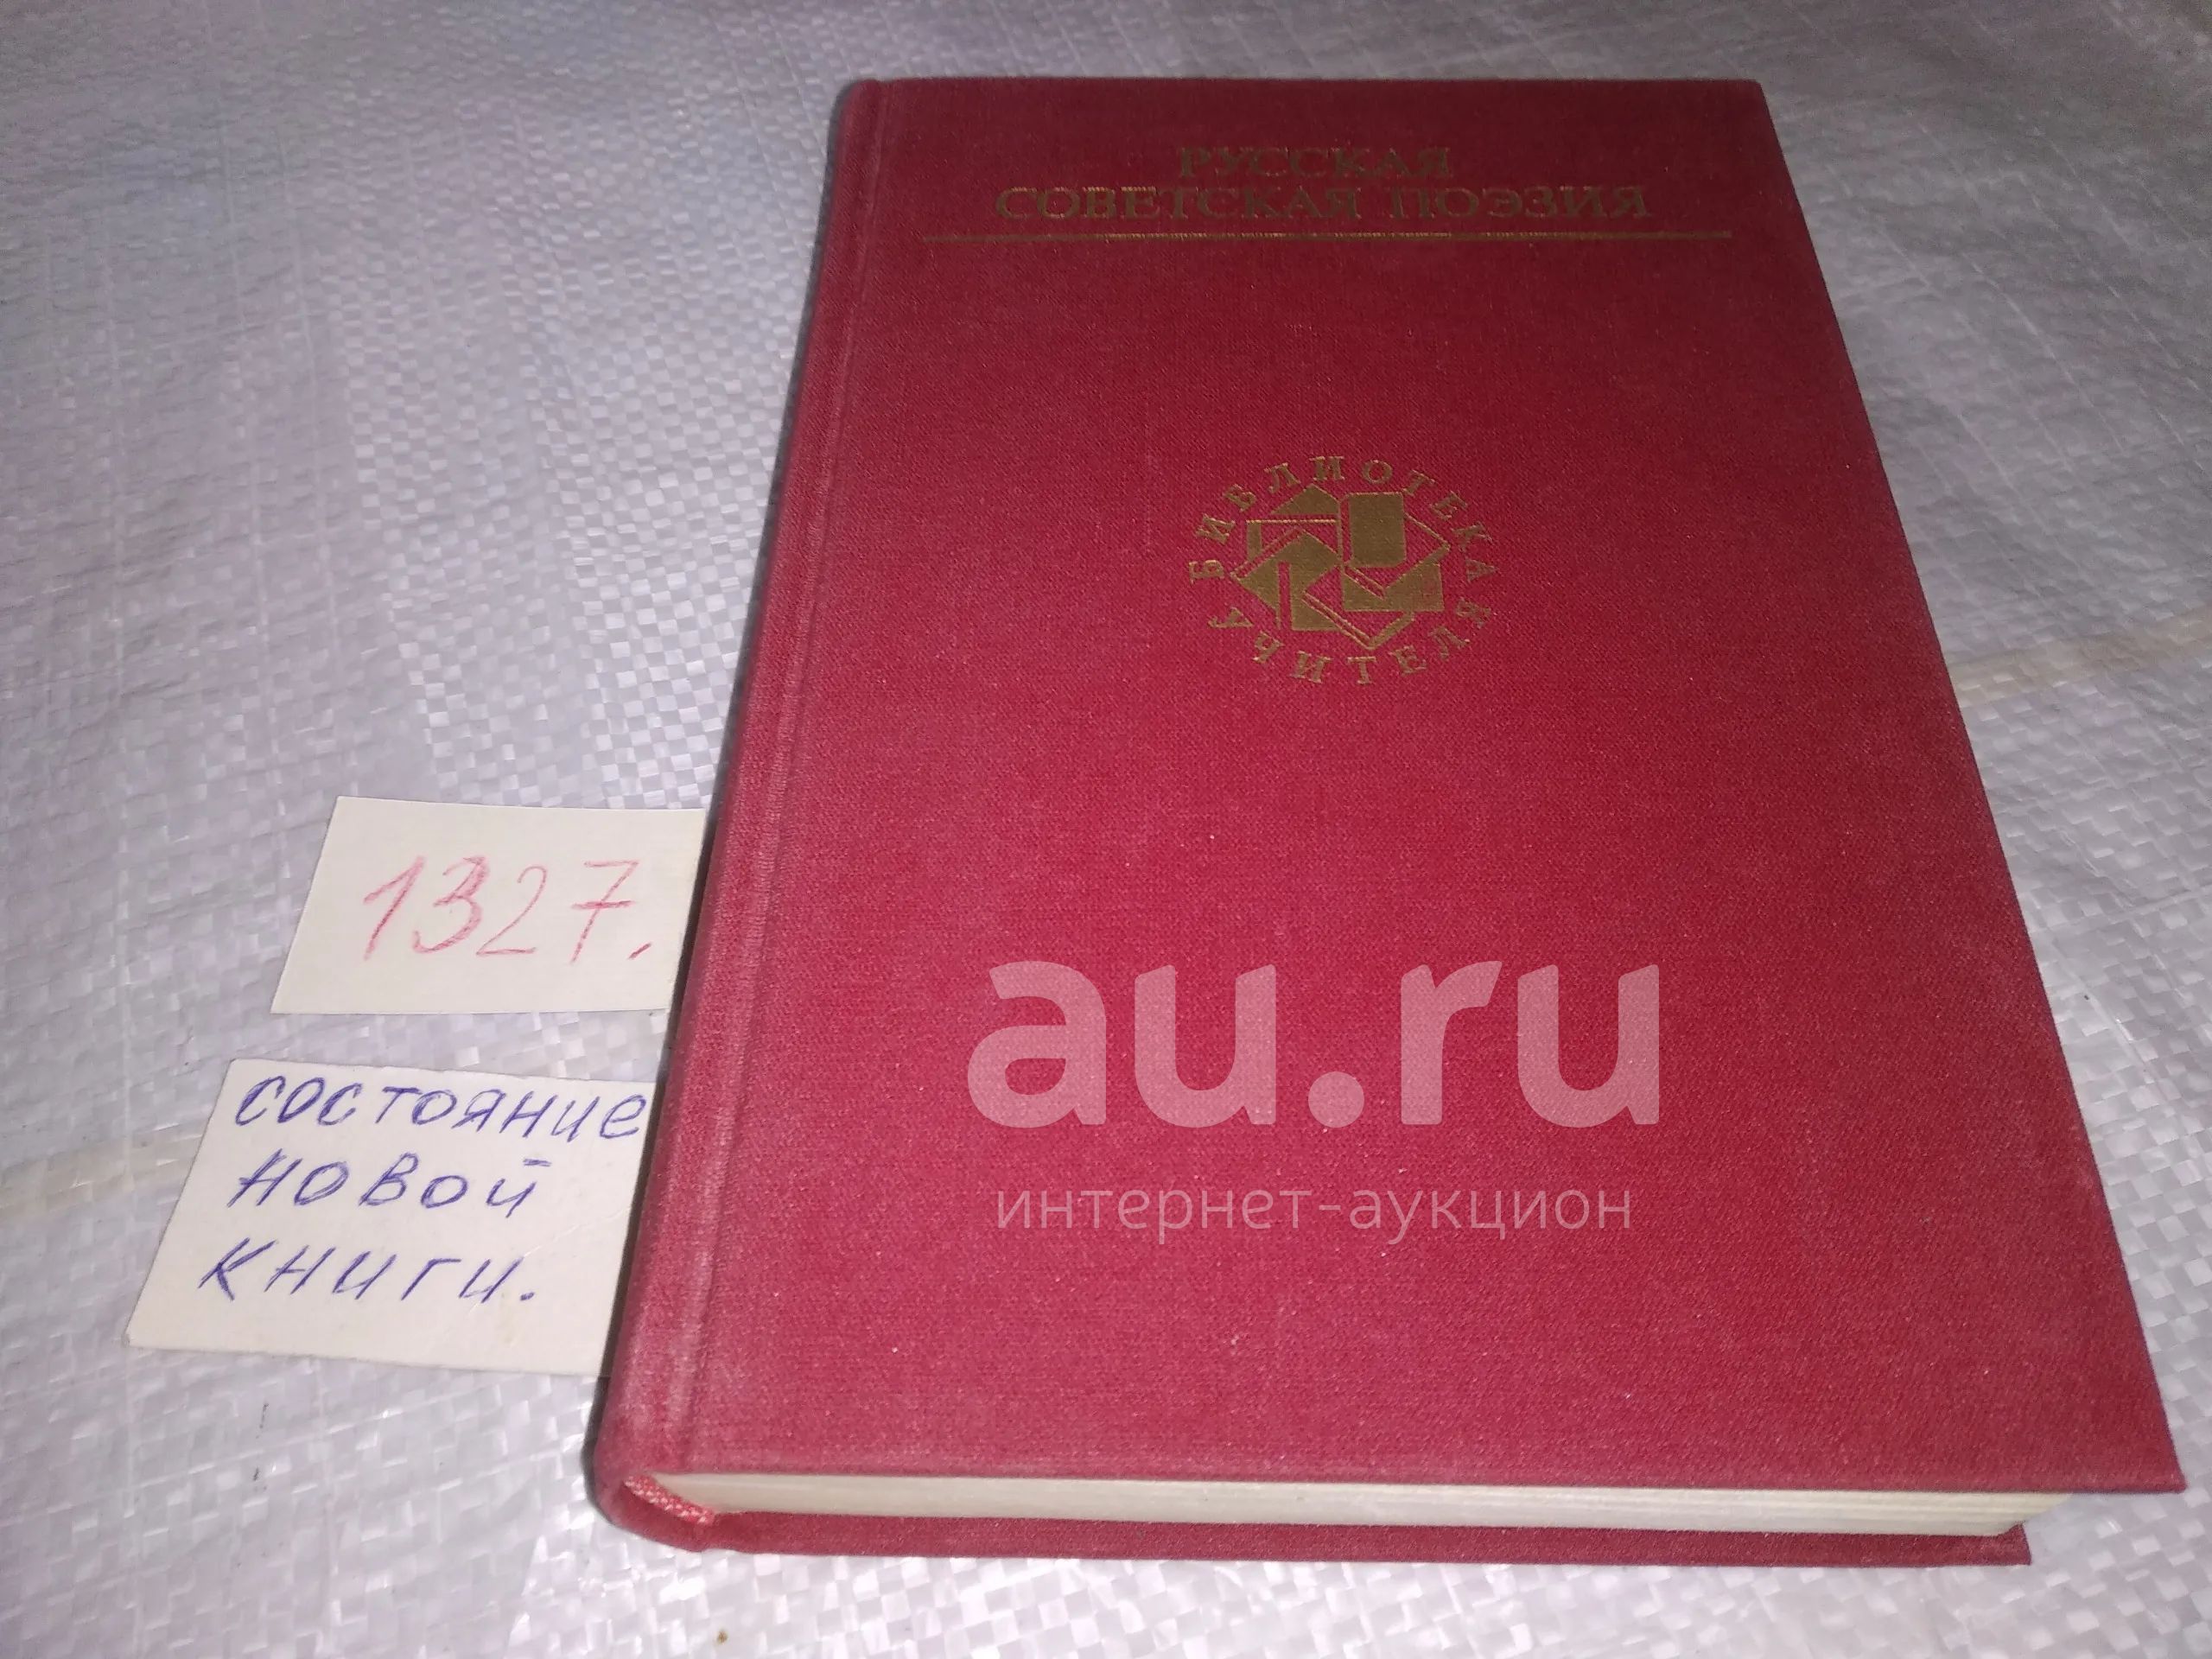 РУССКАЯ
СОВЕТСКАЯ ПОЭЗИЯ
БИБЛИОТЕКА
УЧИТЕЛЯ
1327.
состояние
новой
книги.
au.ru
интернет-аукцион